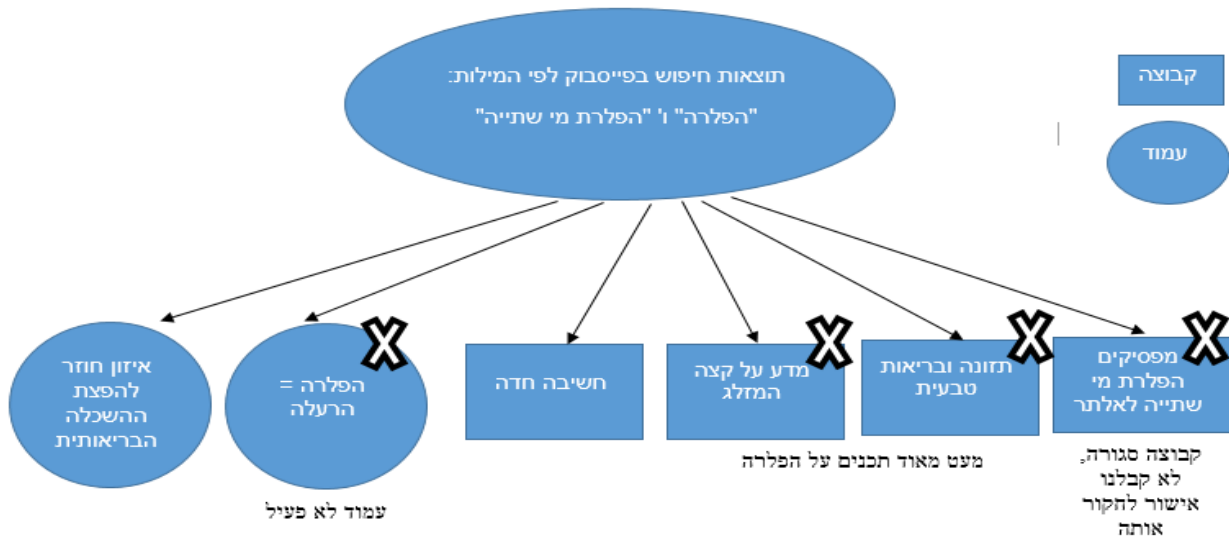 תוצאות חיפוש בפייסבוק לפי המילות:
"הפלרה" ו' "הפלרת מי שתייה"
קבוצה
עמוד
מפסיקים
הפלרת מי
שתייה לאלתר
קבוצה סגורה,
לא קבלנו
אישור לחקור
אותה
תזונה ובריאות
טבעית
מדע על קצה
המזלג
מעט מאוד תכנים על הפלרה
חשיבה חדה
הפלרה =
הרעלה
עמוד לא פעיל
איזון חוזר
להפצת
ההשכלה
הבריאותית